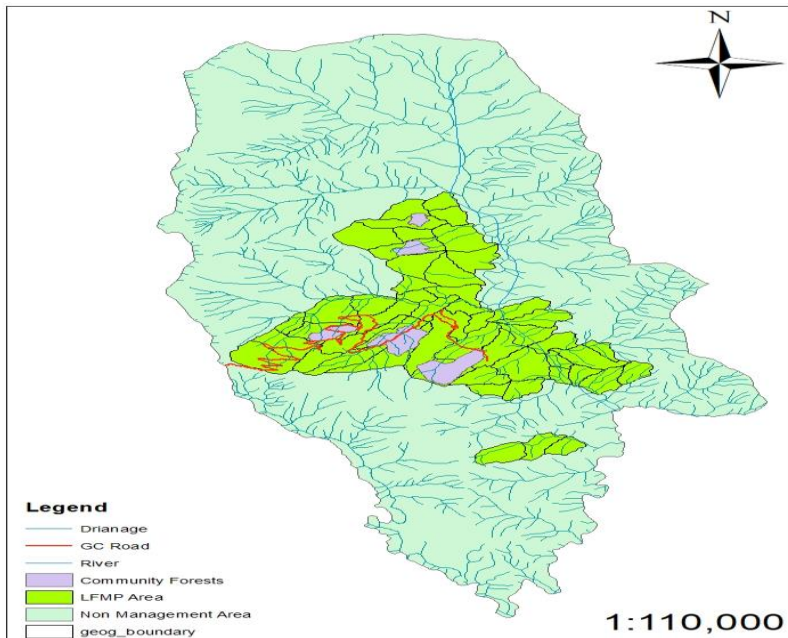 N
Legend
Drianage
GC Road
River
Community Forests
LFMP Area
Non Management Area
geog_boundary
1:110,000